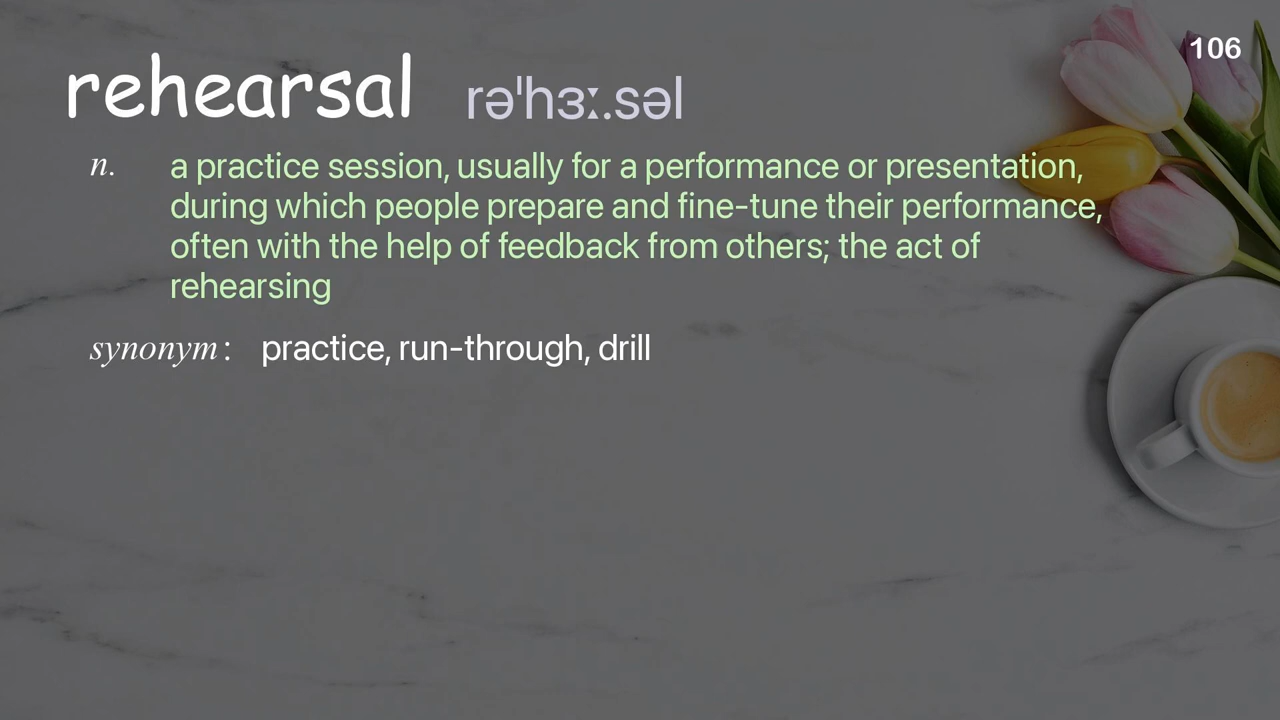 106
rehearsal rəˈhɜː.səl
n. a practice session, usually for a performance or presentation,
during which people prepare and fine-tune their performance,
often with the help of feedback from others; the act of
rehearsing
synonym: practice, run-through, drill